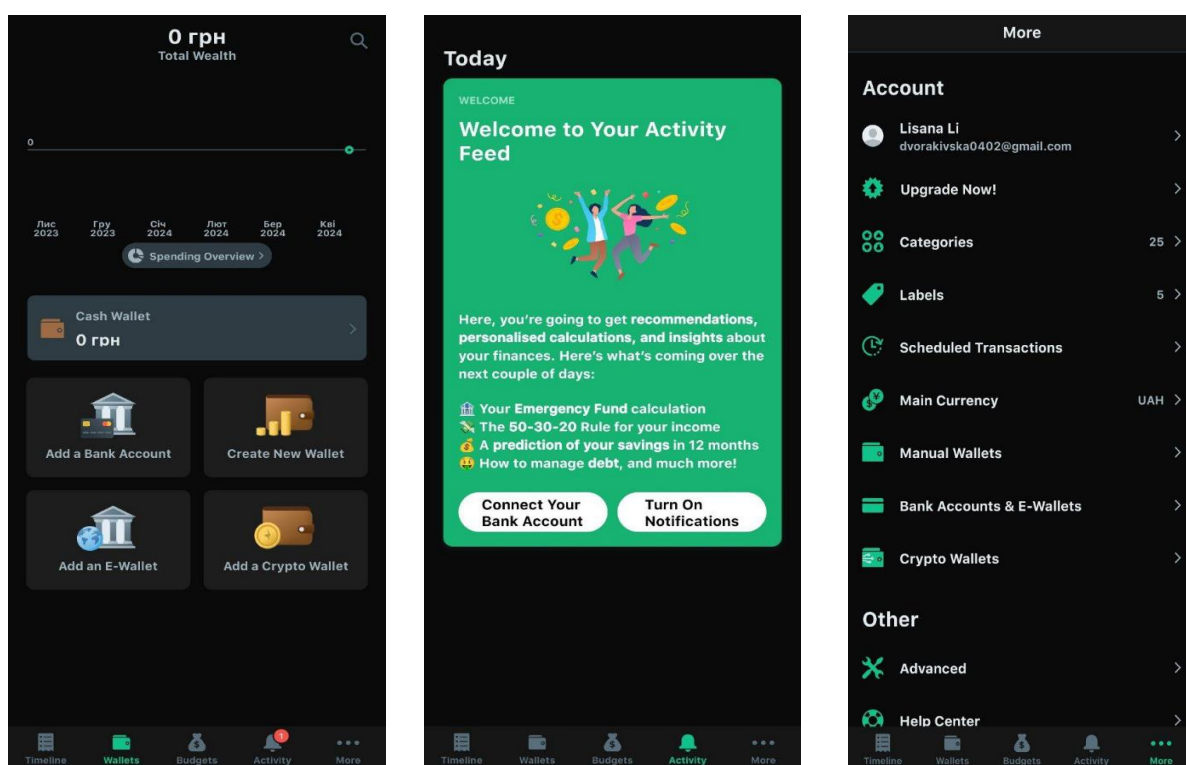 0 грн
Total Wealth
0
Лис Гру Січ Лют Бер Кві
2023 2023 2024 2024 2024 2024
Spending Overview >
Cash Wallet
0 грн
Add a Bank Account
Create New Wallet
Add an E-Wallet
Add a Crypto Wallet
Timeline Wallets Budgets Activity More
1
Today
WELCOME
Welcome to Your Activity
Feed
Here, you're going to get recommendations,
personalised calculations, and insights about
your finances. Here's what's coming over the
next couple of days:
🏦 Your Emergency Fund calculation
💸 The 50-30-20 Rule for your income
💰 A prediction of your savings in 12 months
🤑 How to manage debt, and much more!
Connect Your
Bank Account
Turn On
Notifications
Timeline Wallets Budgets Activity More
More
Account
Lisana Li
dvorakivska0402@gmail.com
Upgrade Now!
Categories 25
Labels 5
Scheduled Transactions
Main Currency UAH
Manual Wallets
Bank Accounts & E-Wallets
Crypto Wallets
Other
Advanced
Help Center
Timeline Wallets Budgets Activity More